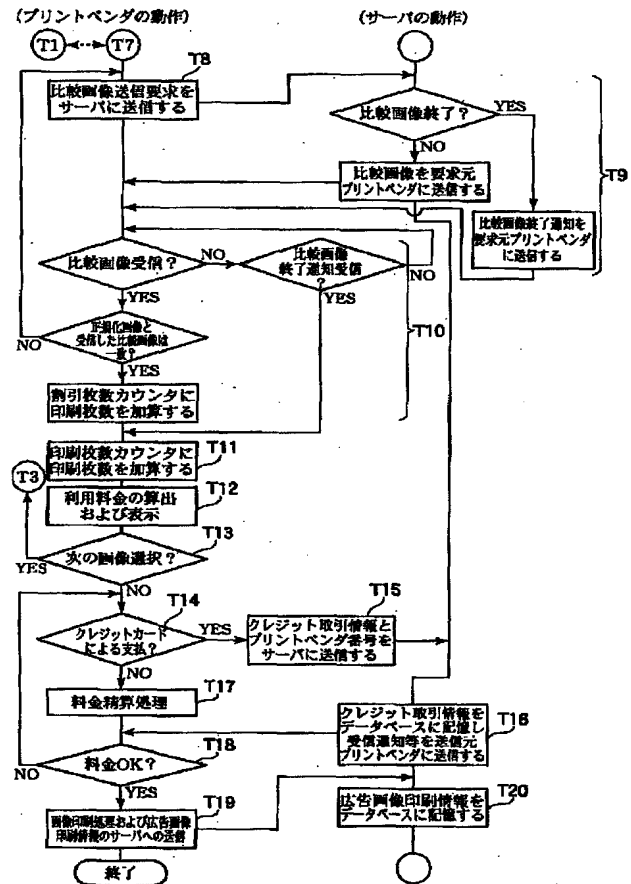 (プリントベンダの動作)
(サーバの動作)
T1
T7
T8
比較画像送信要求を
サーバに送信する
比較画像終了?
YES
NO
T9
比較画像を要求元
プリントベンダに送信する
比較画像終了通知を
要求元プリントベンダ
に送信する
比較画像受信?
NO
比較画像
終了通知受信
?
NO
YES
YES
T10
正規化画像と
受信した比較画像は
一致?
NO
YES
割引枚数カウンタに
印刷枚数を加算する
印刷枚数カウンタに
印刷枚数を加算する
T11
T3
利用料金の算出
および表示
T12
次の画像選択?
T13
YES
NO
クレジットカード
による支払?
T14
YES
クレジット取引情報と
プリントベンダ番号を
サーバに送信する
T15
NO
料金精算処理
T17
クレジット取引情報を
データベースに記憶し
受信通知等を送信元
プリントベンダに送信する
T16
料金OK?
T18
NO
YES
画像印刷処理および広告画像
印刷情報のサーバへの送信
T19
広告画像印刷情報を
データベースに記憶する
T20
終了